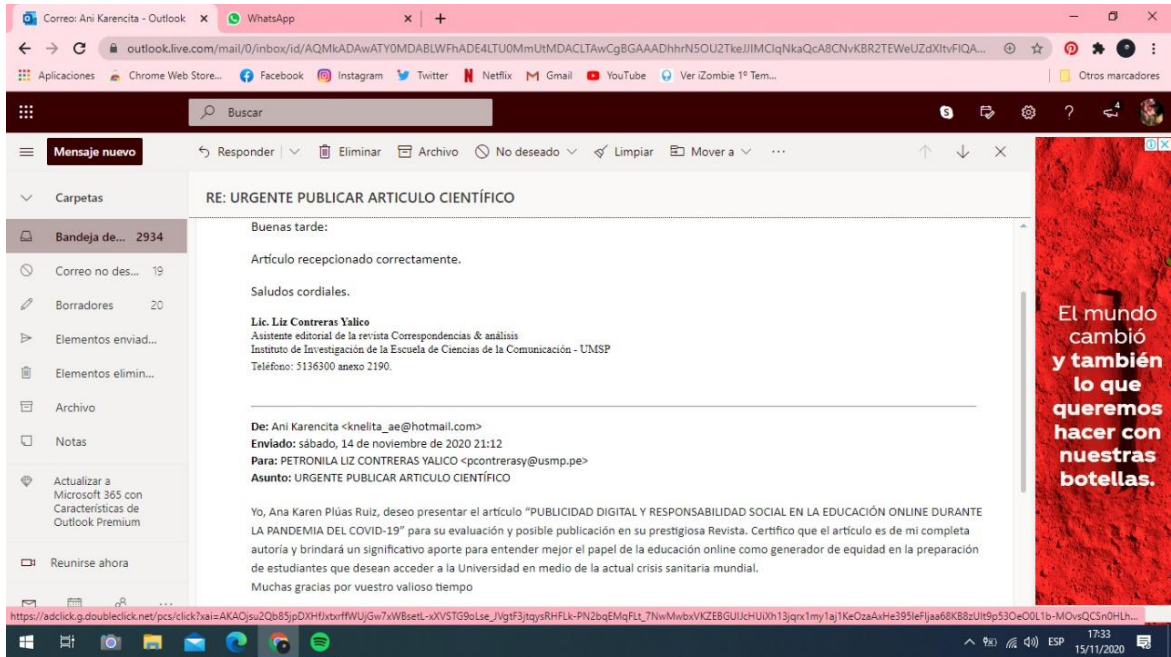 Correo: Ani Karencita - Outlook
WhatsApp
outlook.live.com/mail/0/inbox/id/
Aplicaciones
Chrome Web Store...
Facebook
Instagram
Twitter
Netflix
Gmail
YouTube
Ver iZombie 1º Tem...
Otros marcadores
Buscar
4
Mensaje nuevo
Responder
Eliminar
Archivo
No deseado
Limpiar
Mover a
Carpetas
RE: URGENTE PUBLICAR ARTICULO CIENTÍFICO
Bandeja de... 2934
Correo no des... 19
Borradores 20
Elementos enviad...
Elementos elimin...
Archivo
Notas
Actualizar a
Microsoft 365 con
Características de
Outlook Premium
Reunirse ahora
Buenas tarde:
Artículo recepcionado correctamente.
Saludos cordiales.
Lic. Liz Contreras Yalico
Asistente editorial de la revista Correspondencias & análisis
Instituto de Investigación de la Escuela de Ciencias de la Comunicación - UMSP
Teléfono: 5136300 anexo 2190.
De: Ani Karencita <knelita_ae@hotmail.com>
Enviado: sábado, 14 de noviembre de 2020 21:12
Para: PETRONILA LIZ CONTRERAS YALICO <pcontrerasy@usmp.pe>
Asunto: URGENTE PUBLICAR ARTICULO CIENTÍFICO
Yo, Ana Karen Plúas Ruiz, deseo presentar el artículo “PUBLICIDAD DIGITAL Y RESPONSABILIDAD SOCIAL EN LA EDUCACIÓN ONLINE DURANTE
LA PANDEMIA DEL COVID-19” para su evaluación y posible publicación en su prestigiosa Revista. Certifico que el artículo es de mi completa
autoría y brindará un significativo aporte para entender mejor el papel de la educación online como generador de equidad en la preparación
de estudiantes que desean acceder a la Universidad en medio de la actual crisis sanitaria mundial.
Muchas gracias por vuestro valioso tiempo
El mundo
cambió
y también
lo que
queremos
hacer con
nuestras
botellas.
https://adclick.g.doubleclick.net/pcs/click?
ESP
17:33
15/11/2020